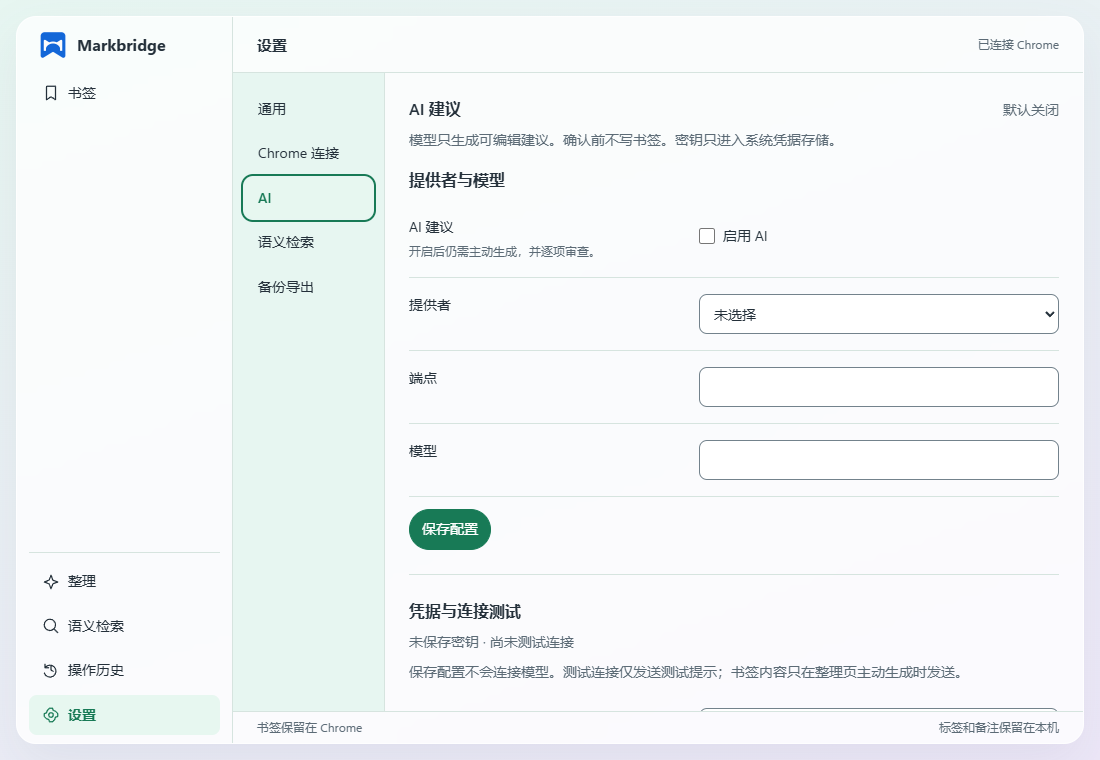 Markbridge
书签
整理
语义检索
操作历史
设置
设置
已连接 Chrome
通用
Chrome 连接
AI
语义检索
备份导出
AI 建议
默认关闭
模型只生成可编辑建议。确认前不写书签。密钥只进入系统凭据存储。
提供者与模型
AI 建议
开启后仍需主动生成，并逐项审查。
启用 AI
提供者
未选择
端点
模型
保存配置
凭据与连接测试
未保存密钥 · 尚未测试连接
保存配置不会连接模型。测试连接仅发送测试提示；书签内容只在整理页主动生成时发送。
书签保留在 Chrome
标签和备注保留在本机